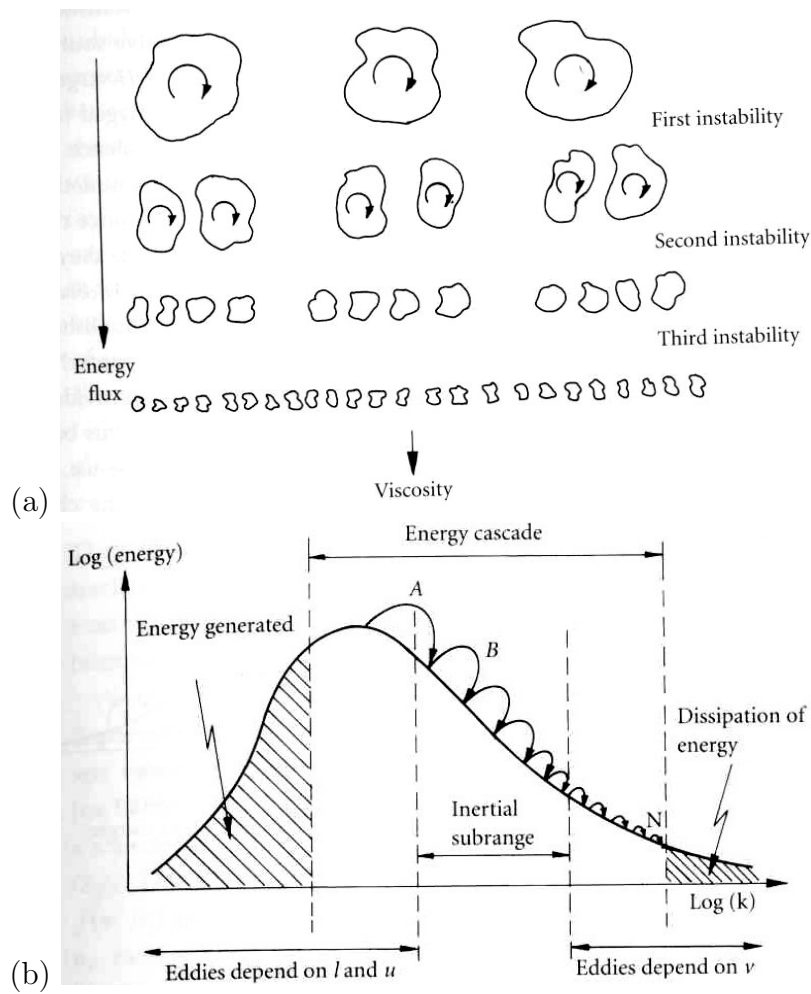 First instability
Second instability
Third instability
Energy
flux
Viscosity
(a)
Log (energy)
Energy cascade
A
Energy generated
B
Dissipation of
energy
N
Inertial
subrange
Log (k)
Eddies depend on l and u
Eddies depend on ν
(b)